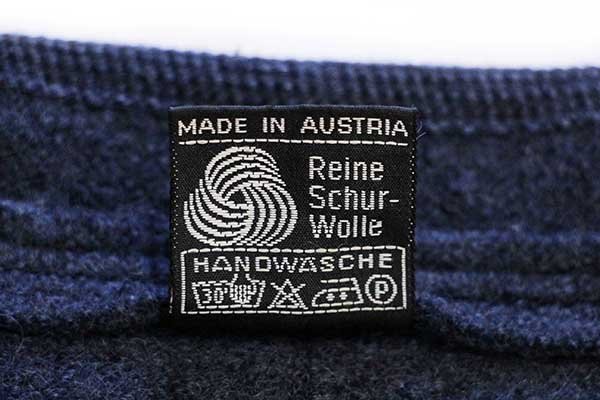 MADE IN AUSTRIA
Reine
Schur-
Wolle
HANDWÄSCHE
30° P